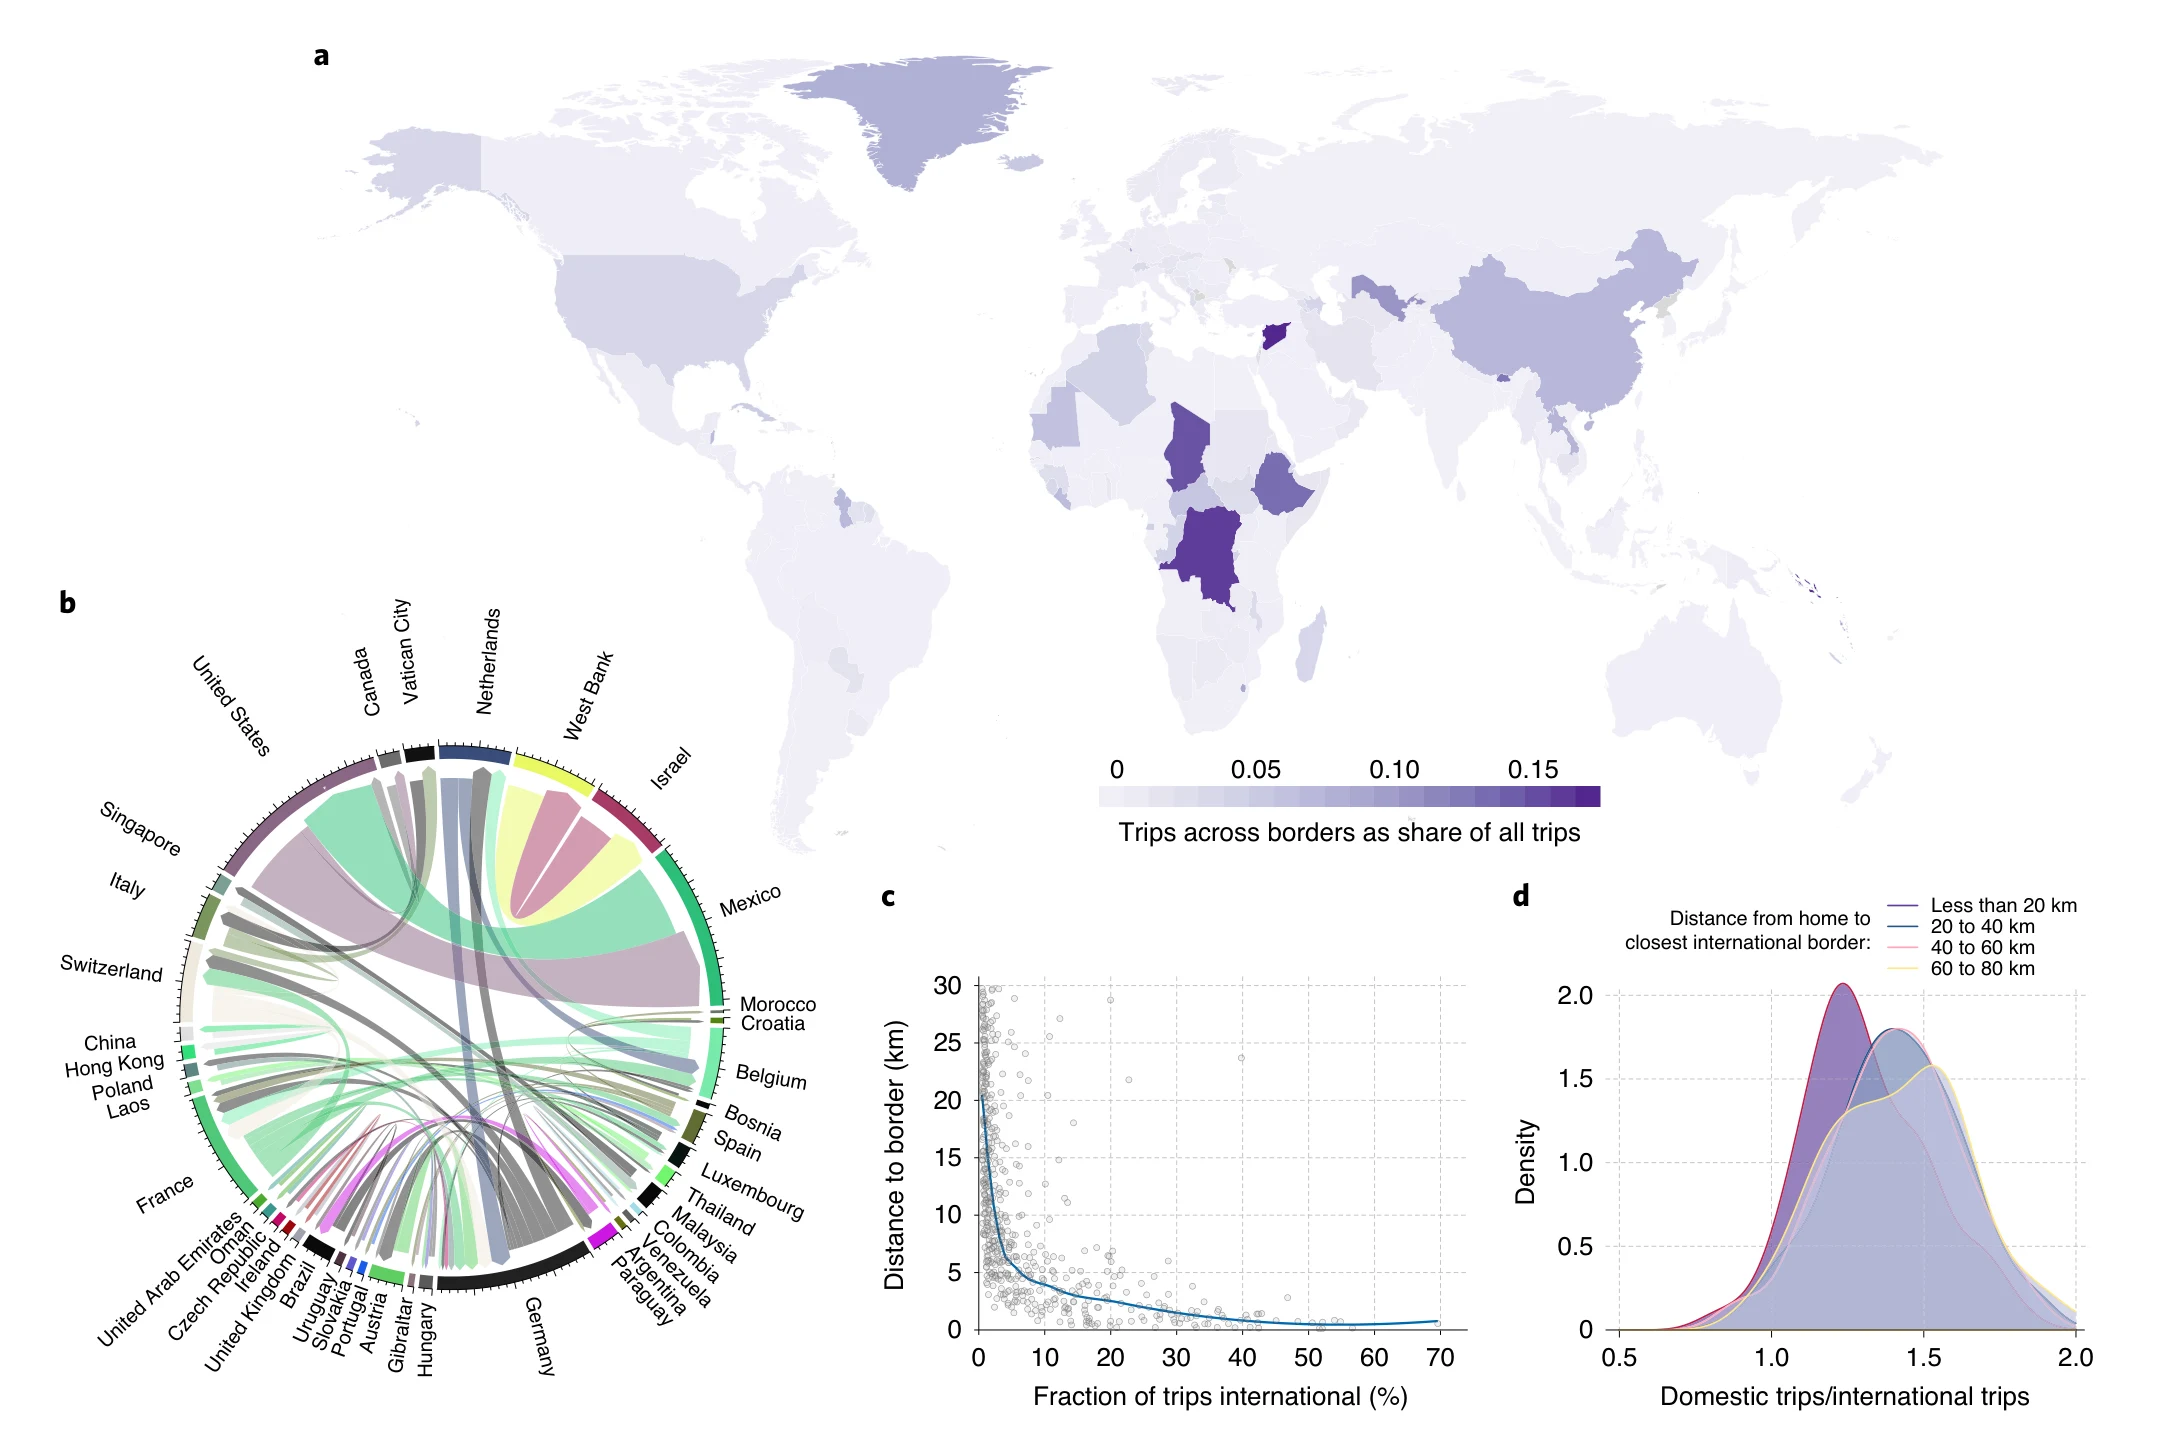 a
0 0.05 0.10 0.15
Trips across borders as share of all trips
b
United States
Canada
Vatican City
Netherlands
West Bank
Israel
Mexico
Morocco
Croatia
Belgium
Bosnia
Spain
Luxembourg
Thailand
Malaysia
Colombia
Venezuela
Argentina
Paraguay
Germany
Hungary
Gibraltar
Austria
Portugal
Slovakia
Uruguay
Brazil
United Kingdom
Ireland
Czech Republic
Oman
United Arab Emirates
France
Laos
Poland
Hong Kong
China
Switzerland
Italy
Singapore
c
Distance to border (km)
30
25
20
15
10
5
0
0 10 20 30 40 50 60 70
Fraction of trips international (%)
d
Distance from home to
closest international border:
Less than 20 km
20 to 40 km
40 to 60 km
60 to 80 km
Density
2.0
1.5
1.0
0.5
0
0.5 1.0 1.5 2.0
Domestic trips/international trips